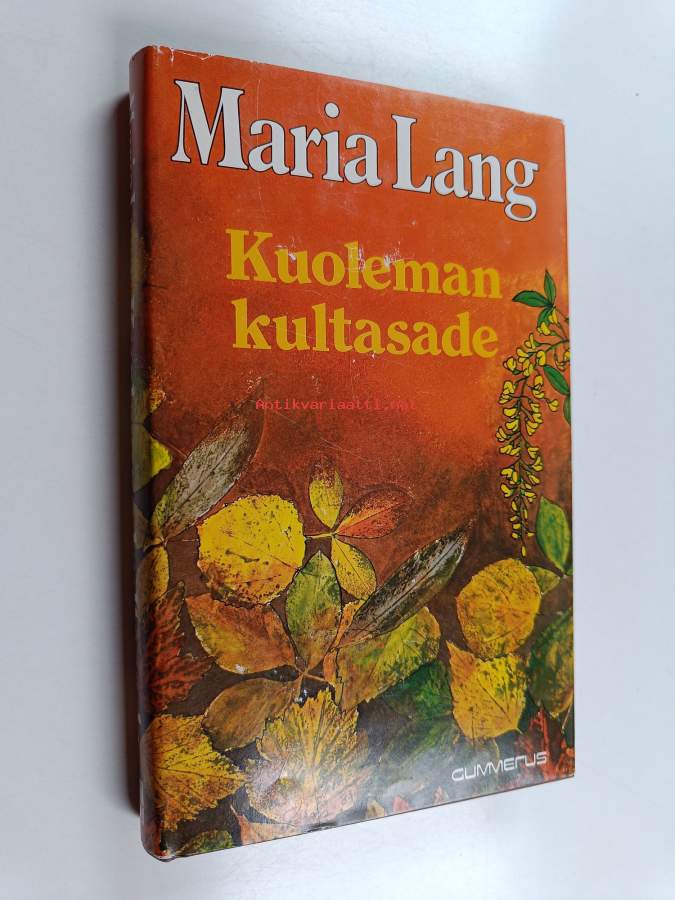 Maria Lang
Kuoleman
kultasade
Antikvariaatti.net
GUMMERUS